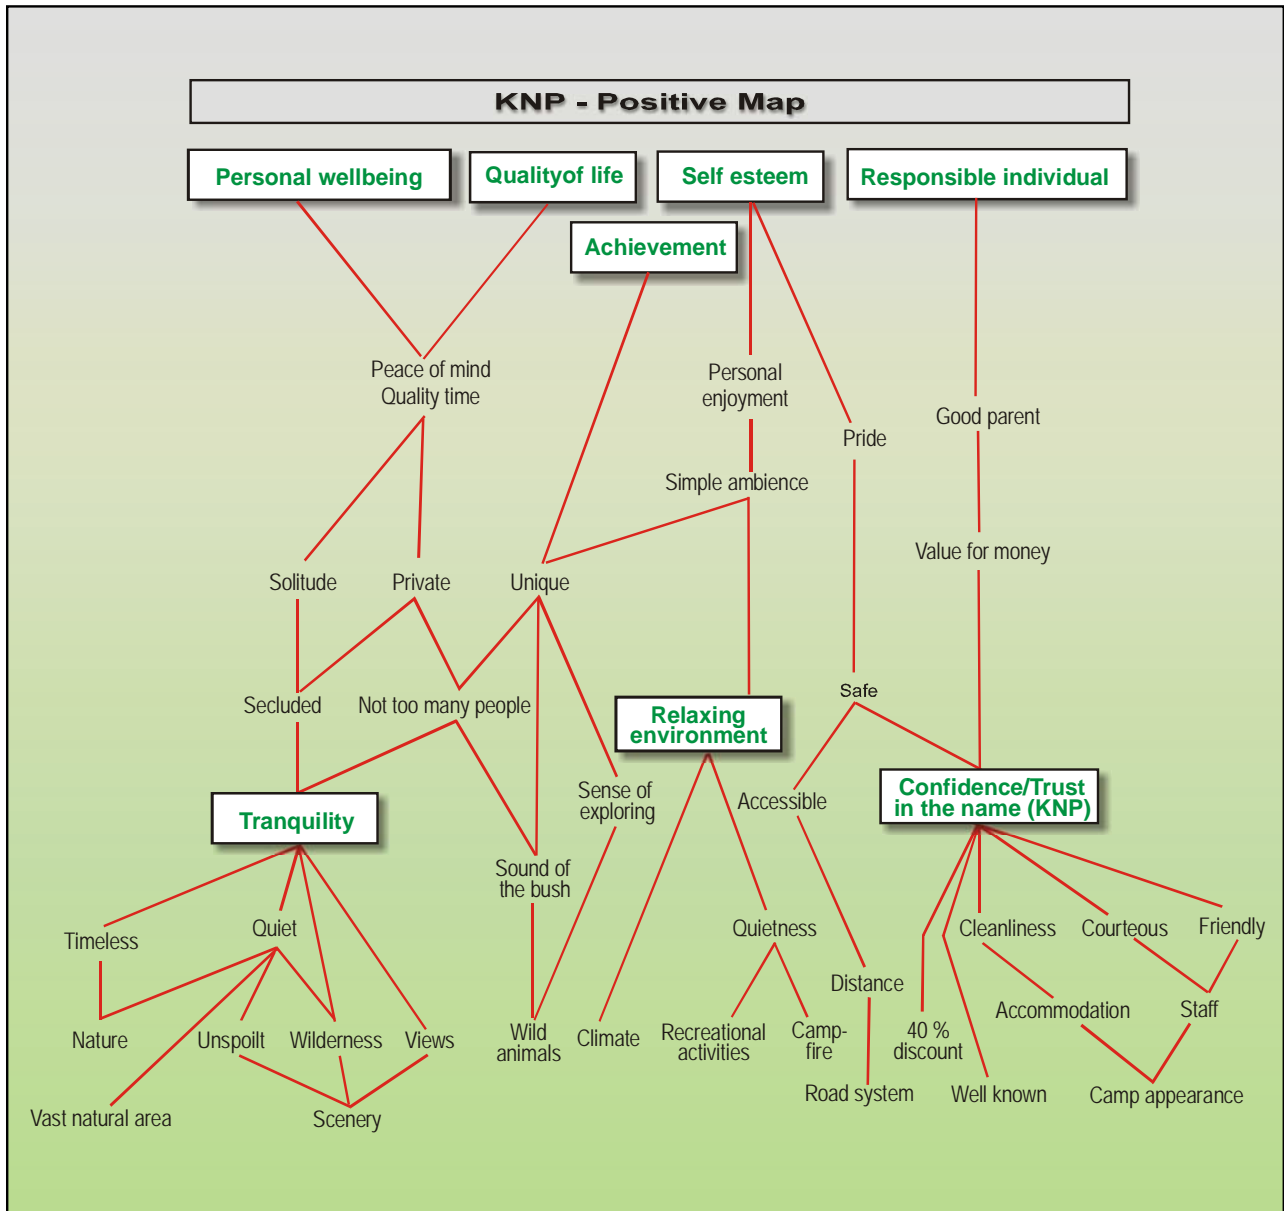 KNP - Positive Map
Personal wellbeing
Qualityof life
Self esteem
Responsible individual
Achievement
Peace of mind
Quality time
Personal
enjoyment
Good parent
Pride
Simple ambience
Value for money
Solitude
Private
Unique
Safe
Secluded
Not too many people
Relaxing
environment
Sense of
exploring
Accessible
Confidence/Trust
in the name (KNP)
Tranquility
Sound of
the bush
Timeless
Quiet
Quietness
Cleanliness
Courteous
Friendly
Distance
Accommodation
Staff
Nature
Unspoilt
Wilderness
Views
Wild
animals
Climate
Recreational
activities
Camp-
fire
40 %
discount
Road system
Well known
Camp appearance
Vast natural area
Scenery